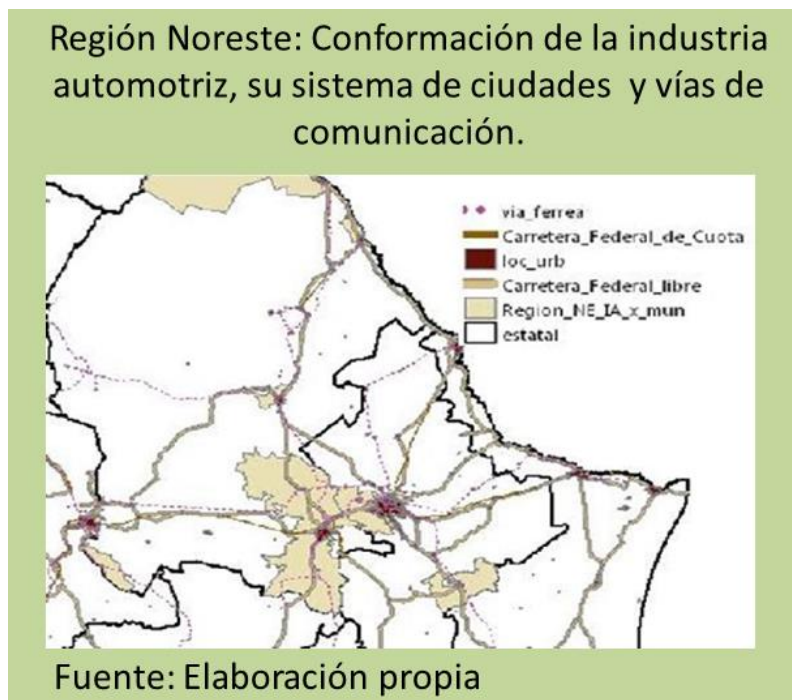 Región Noreste: Conformación de la industria
automotriz, su sistema de ciudades y vías de
comunicación.
via_ferrea
Carretera_Federal_de_Cuota
loc_urb
Carretera_Federal_libre
Region_NE_IA_x_mun
estatal
Fuente: Elaboración propia